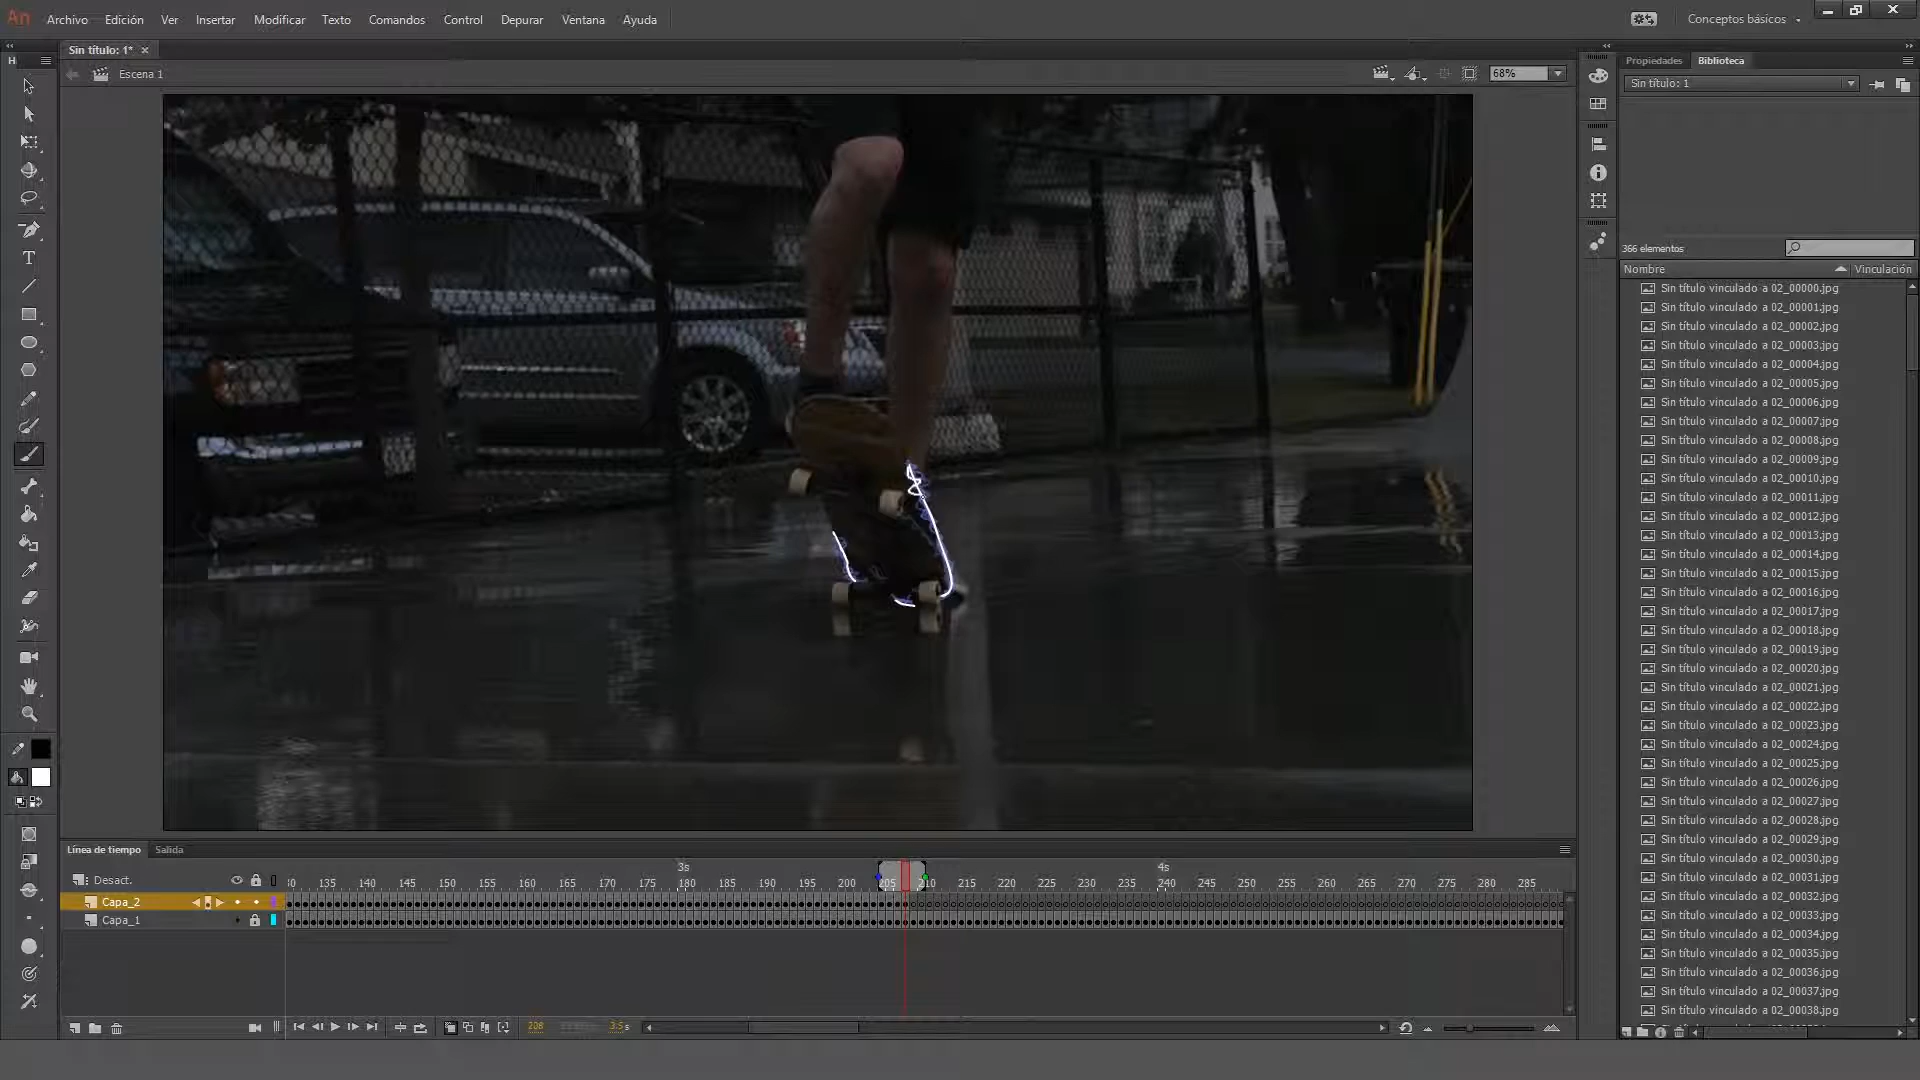 An Archivo Edición Ver Insertar Modificar Texto Comandos Control Depurar Ventana Ayuda Conceptos básicos
Sin título: 1*
Escena 1
68%
H
T
Propiedades Biblioteca
Sin título: 1
366 elementos
Nombre Vinculación
Sin título vinculado a 02_00000.jpg
Sin título vinculado a 02_00001.jpg
Sin título vinculado a 02_00002.jpg
Sin título vinculado a 02_00003.jpg
Sin título vinculado a 02_00004.jpg
Sin título vinculado a 02_00005.jpg
Sin título vinculado a 02_00006.jpg
Sin título vinculado a 02_00007.jpg
Sin título vinculado a 02_00008.jpg
Sin título vinculado a 02_00009.jpg
Sin título vinculado a 02_00010.jpg
Sin título vinculado a 02_00011.jpg
Sin título vinculado a 02_00012.jpg
Sin título vinculado a 02_00013.jpg
Sin título vinculado a 02_00014.jpg
Sin título vinculado a 02_00015.jpg
Sin título vinculado a 02_00016.jpg
Sin título vinculado a 02_00017.jpg
Sin título vinculado a 02_00018.jpg
Sin título vinculado a 02_00019.jpg
Sin título vinculado a 02_00020.jpg
Sin título vinculado a 02_00021.jpg
Sin título vinculado a 02_00022.jpg
Sin título vinculado a 02_00023.jpg
Sin título vinculado a 02_00024.jpg
Sin título vinculado a 02_00025.jpg
Sin título vinculado a 02_00026.jpg
Sin título vinculado a 02_00027.jpg
Sin título vinculado a 02_00028.jpg
Sin título vinculado a 02_00029.jpg
Sin título vinculado a 02_00030.jpg
Sin título vinculado a 02_00031.jpg
Sin título vinculado a 02_00032.jpg
Sin título vinculado a 02_00033.jpg
Sin título vinculado a 02_00034.jpg
Sin título vinculado a 02_00035.jpg
Sin título vinculado a 02_00036.jpg
Sin título vinculado a 02_00037.jpg
Sin título vinculado a 02_00038.jpg
Línea de tiempo Salida
3s 4s
Desact. 135 140 145 150 155 160 165 170 175 180 185 190 195 200 205 210 215 220 225 230 235 240 245 250 255 260 265 270 275 280 285
Capa_2
Capa_1
208 3.5 s